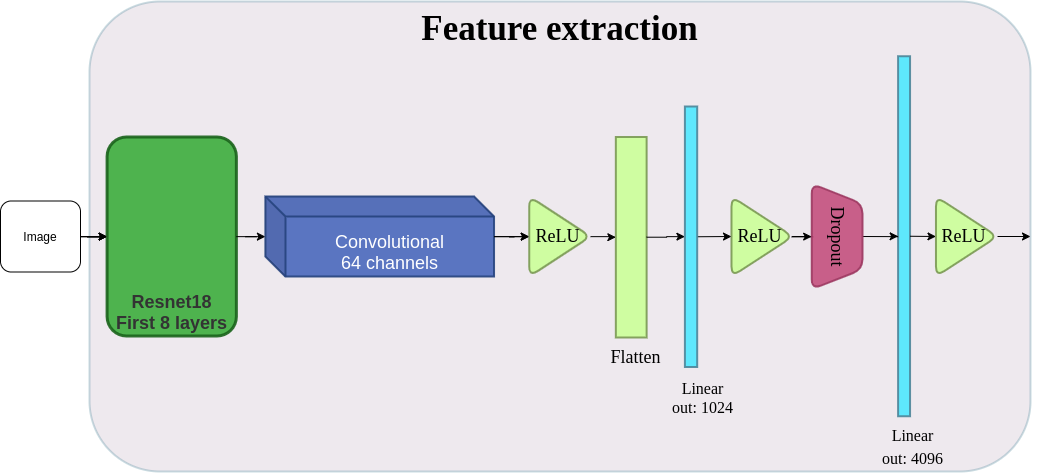 Feature extraction
Image
Resnet18
First 8 layers
Convolutional
64 channels
ReLU
Flatten
Linear
out: 1024
ReLU
Dropout
Linear
out: 4096
ReLU